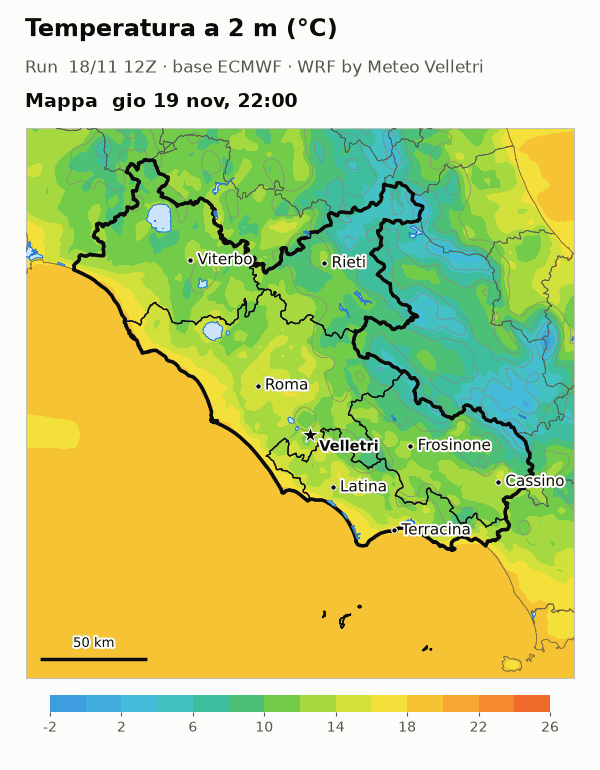 Temperatura a 2 m (°C)
Run  18/11 12Z · base ECMWF · WRF by Meteo Velletri
Mappa  gio 19 nov, 22:00
Viterbo
Rieti
Roma
Velletri
Frosinone
Latina
Cassino
Terracina
50 km
-2 2 6 10 14 18 22 26